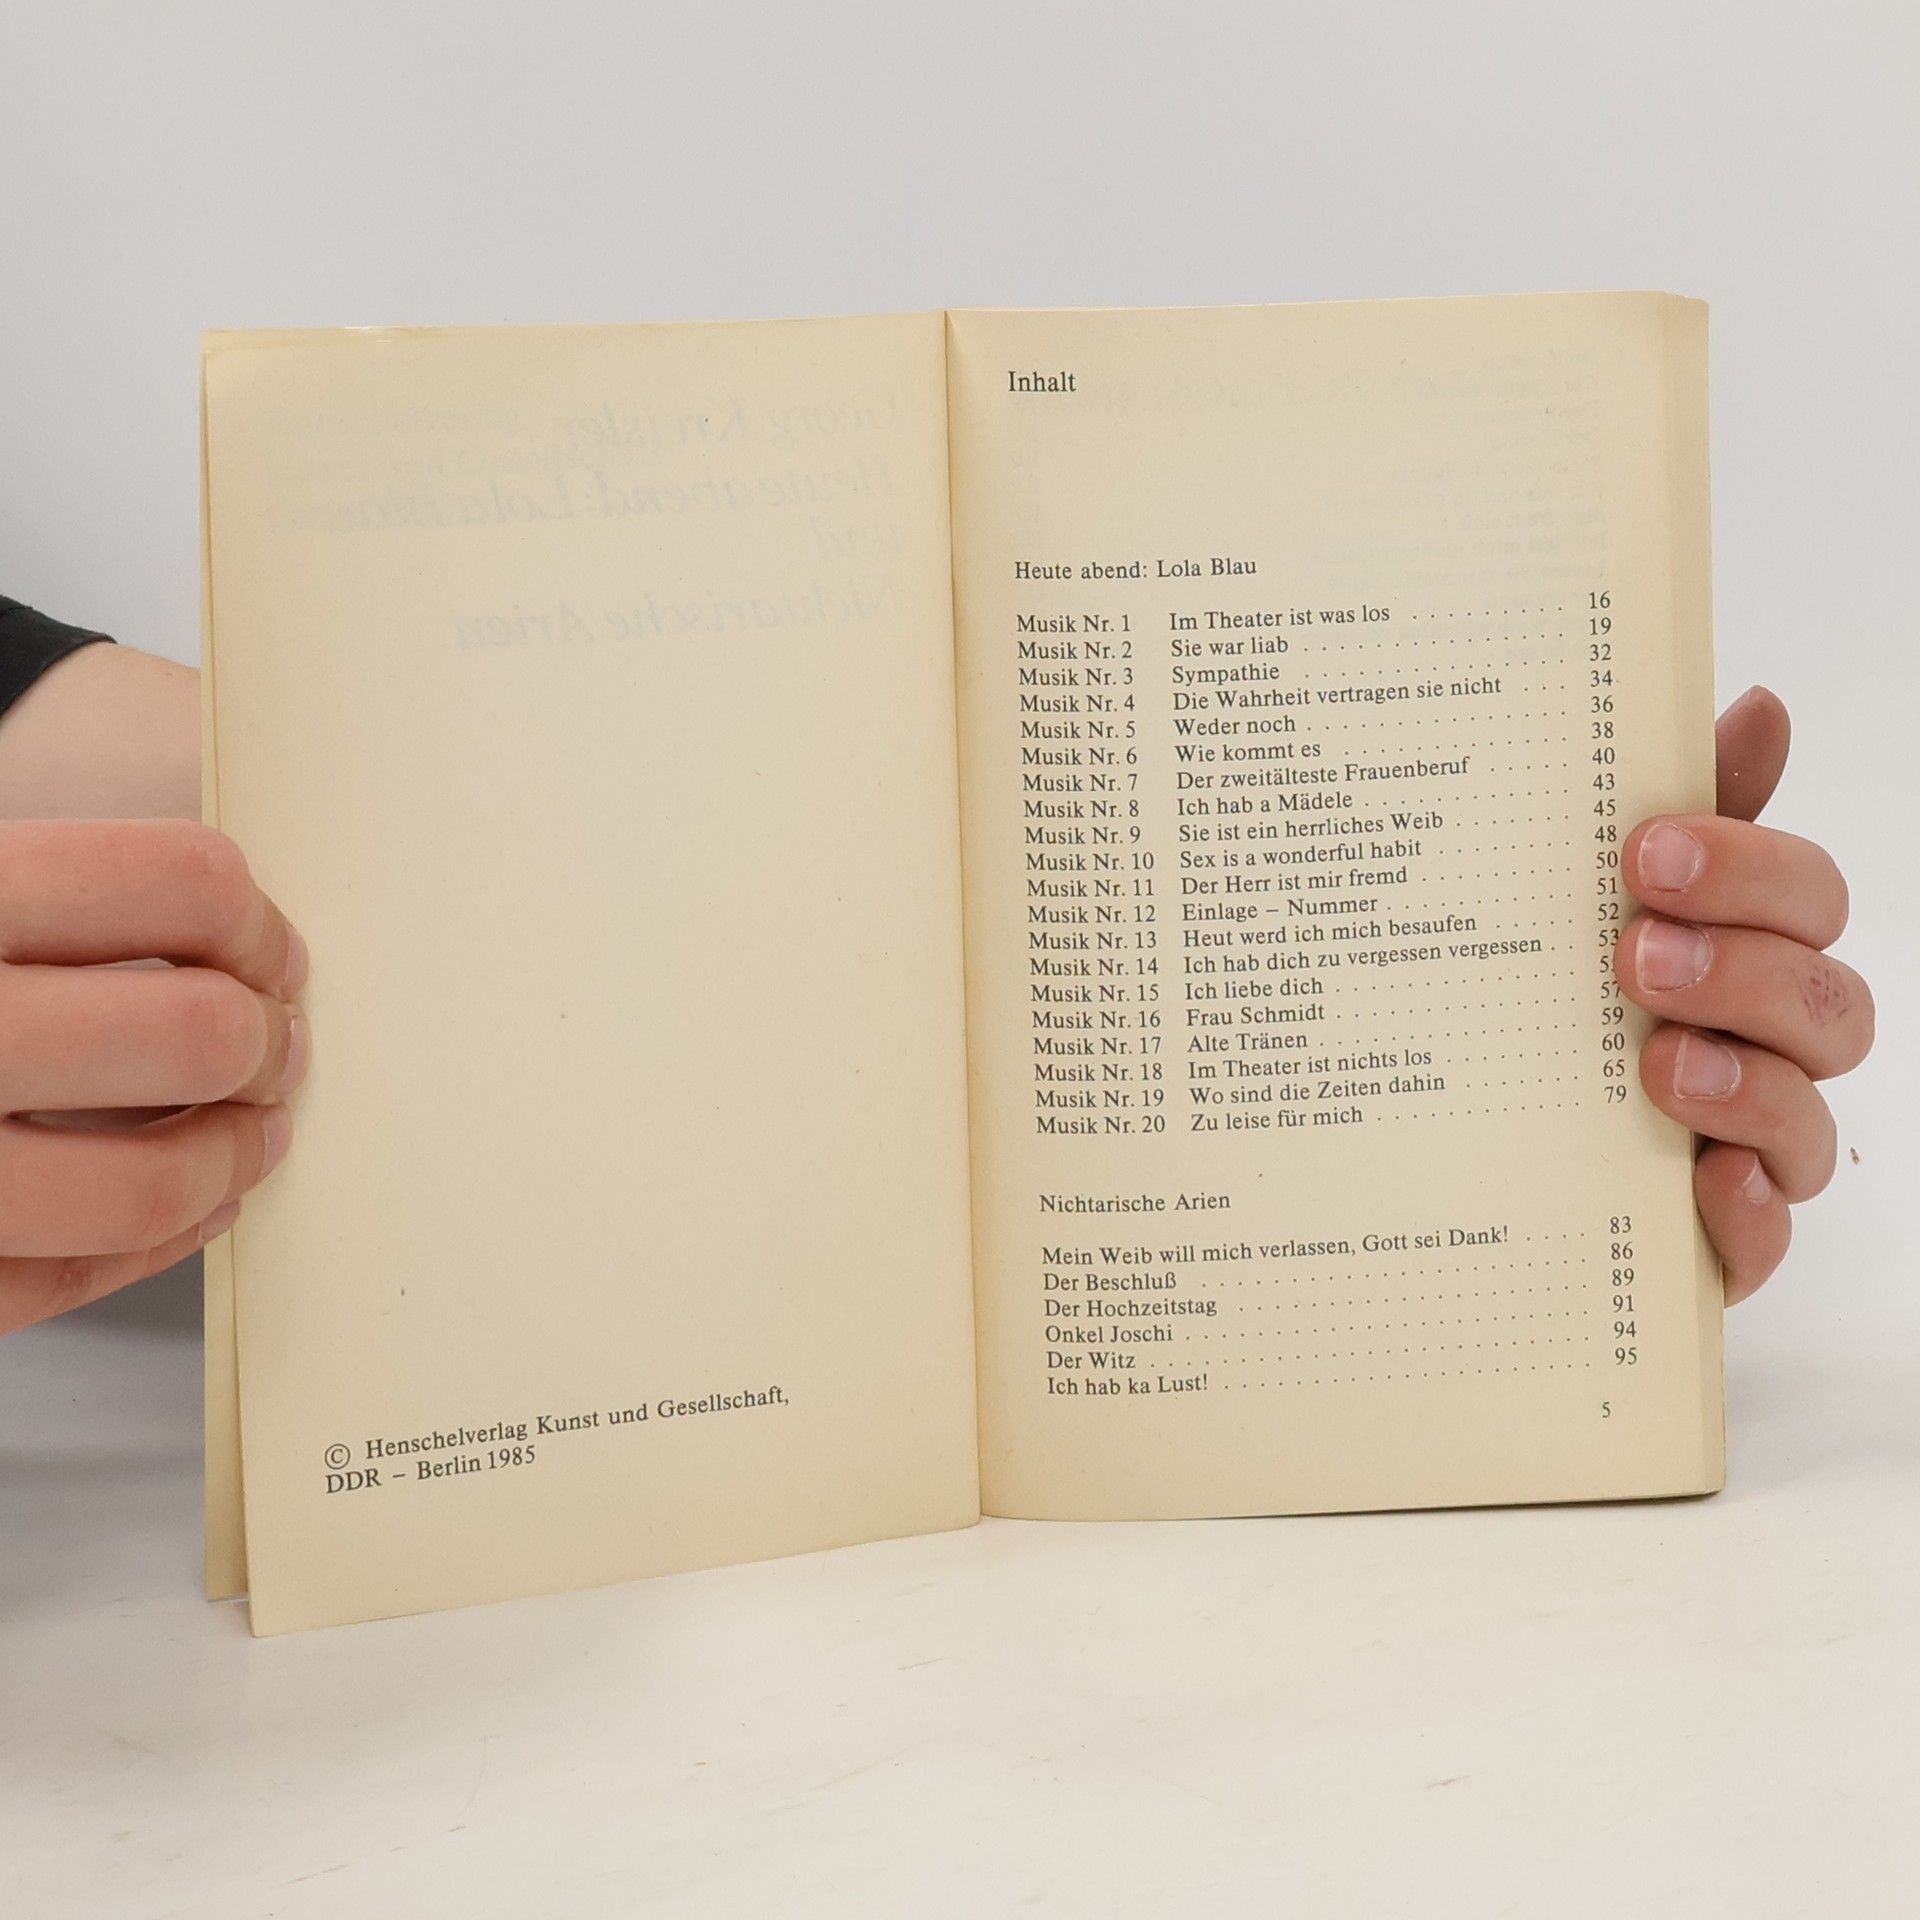 © Henschelverlag Kunst und Gesellschaft,
DDR – Berlin 1985
Inhalt
Heute abend: Lola Blau
Musik Nr. 1 Im Theater ist was los . . . . . . . . . 16
Musik Nr. 2 Sie war liab . . . . . . . . . . . . . 19
Musik Nr. 3 Sympathie . . . . . . . . . . . . . 32
Musik Nr. 4 Die Wahrheit vertragen sie nicht . . . 34
Musik Nr. 5 Weder noch . . . . . . . . . . . . . 36
Musik Nr. 6 Wie kommt es . . . . . . . . . . . 38
Musik Nr. 7 Der zweitälteste Frauenberuf . . . . . 40
Musik Nr. 8 Ich hab a Mädele . . . . . . . . . . 43
Musik Nr. 9 Sie ist ein herrliches Weib . . . . . . 45
Musik Nr. 10 Sex is a wonderful habit . . . . . . . 48
Musik Nr. 11 Der Herr ist mir fremd . . . . . . . . 50
Musik Nr. 12 Einlage – Nummer . . . . . . . . . . 51
Musik Nr. 13 Heut werd ich mich besaufen . . . . . 52
Musik Nr. 14 Ich hab dich zu vergessen vergessen . . 53
Musik Nr. 15 Ich liebe dich . . . . . . . . . . . .
Musik Nr. 16 Frau Schmidt . . . . . . . . . . . . 57
Musik Nr. 17 Alte Tränen . . . . . . . . . . . . . 59
Musik Nr. 18 Im Theater ist nichts los . . . . . . . 60
Musik Nr. 19 Wo sind die Zeiten dahin . . . . . . 65
Musik Nr. 20 Zu leise für mich . . . . . . . . . . 79
Nichtarische Arien
Mein Weib will mich verlassen, Gott sei Dank! . . . . 83
Der Beschluß . . . . . . . . . . . . . . . . . . . 86
Der Hochzeitstag . . . . . . . . . . . . . . . . . 89
Onkel Joschi . . . . . . . . . . . . . . . . . . . 91
Der Witz . . . . . . . . . . . . . . . . . . . . . 94
Ich hab ka Lust! . . . . . . . . . . . . . . . . . 95
5